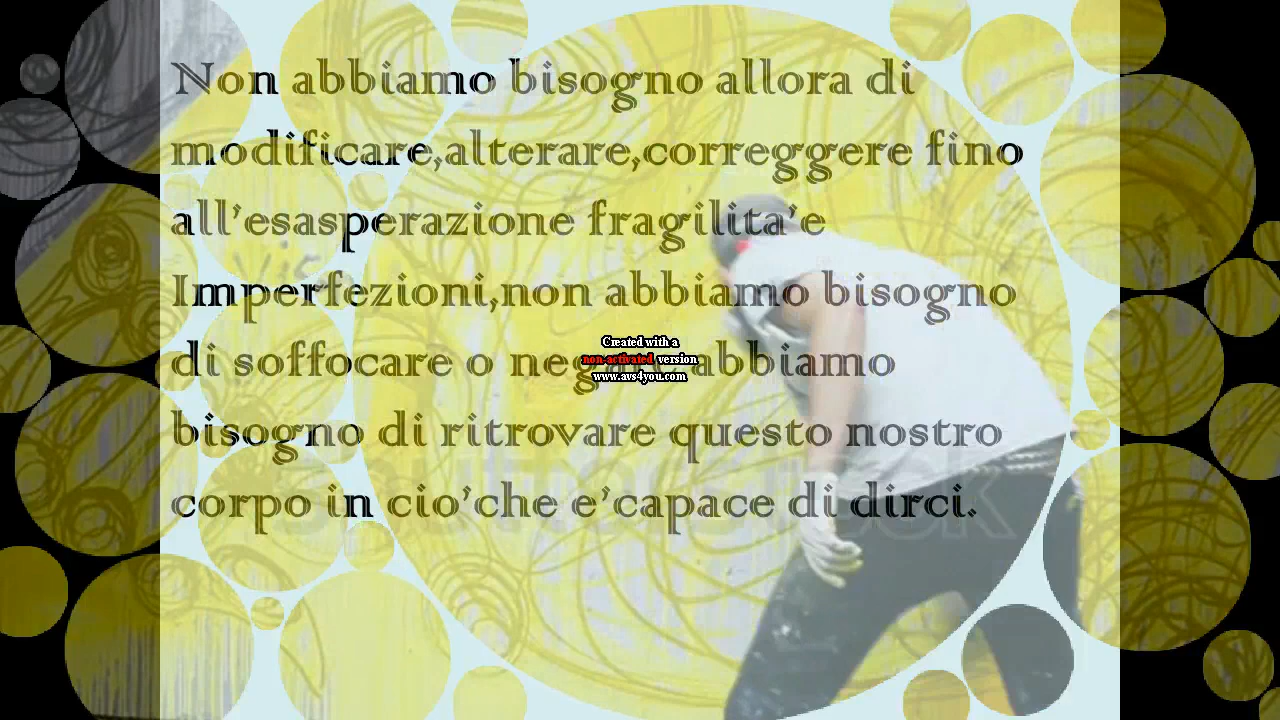 Non abbiamo bisogno allora di
modificare,alterare,correggere fino
all'esasperazione fragilita'e
Imperfezioni,non abbiamo bisogno
di soffocare o negare abbiamo
bisogno di ritrovare questo nostro
corpo in cio'che e'capace di dirci.
Created with a
non-activated version
www.avs4you.com